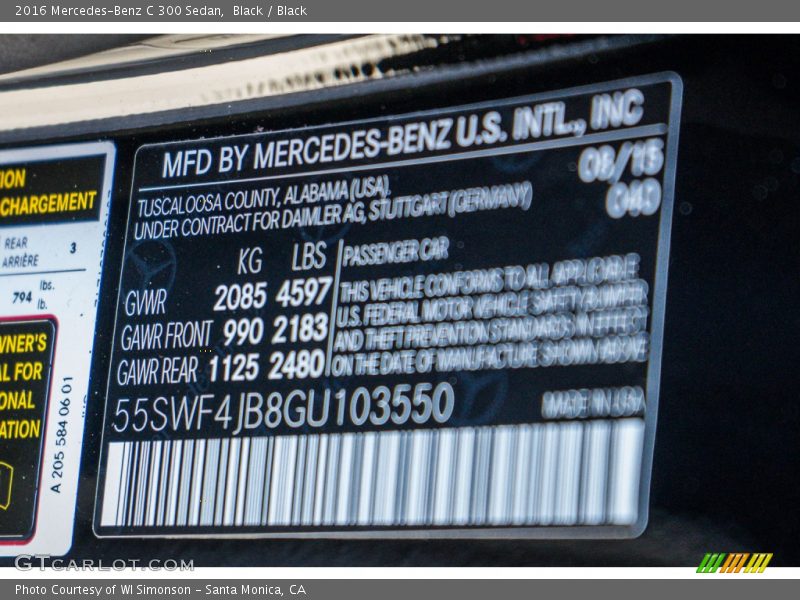 2016 Mercedes-Benz C 300 Sedan, Black / Black
ION
CHARGEMENT
REAR
ARRIÈRE
3
794 lbs.
lb.
WNER'S
AL FOR
ONAL
ATION
A 205 584 06 01
MFD BY MERCEDES-BENZ U.S. INTL., INC
TUSCALOOSA COUNTY, ALABAMA (USA).
08/15
UNDER CONTRACT FOR DAIMLER AG, STUTTGART (GERMANY)
040
KG LBS
GVWR 2085 4597
GAWR FRONT 990 2183
GAWR REAR 1125 2480
PASSENGER CAR
THIS VEHICLE CONFORMS TO ALL APPLICABLE
U.S. FEDERAL MOTOR VEHICLE SAFETY (BUMPER)
AND THEFT PREVENTION STANDARDS IN EFFECT
ON THE DATE OF MANUFACTURE SHOWN ABOVE
55SWF4JB8GU103550
MADE IN USA
GTCARLOT.COM
Photo Courtesy of WI Simonson – Santa Monica, CA